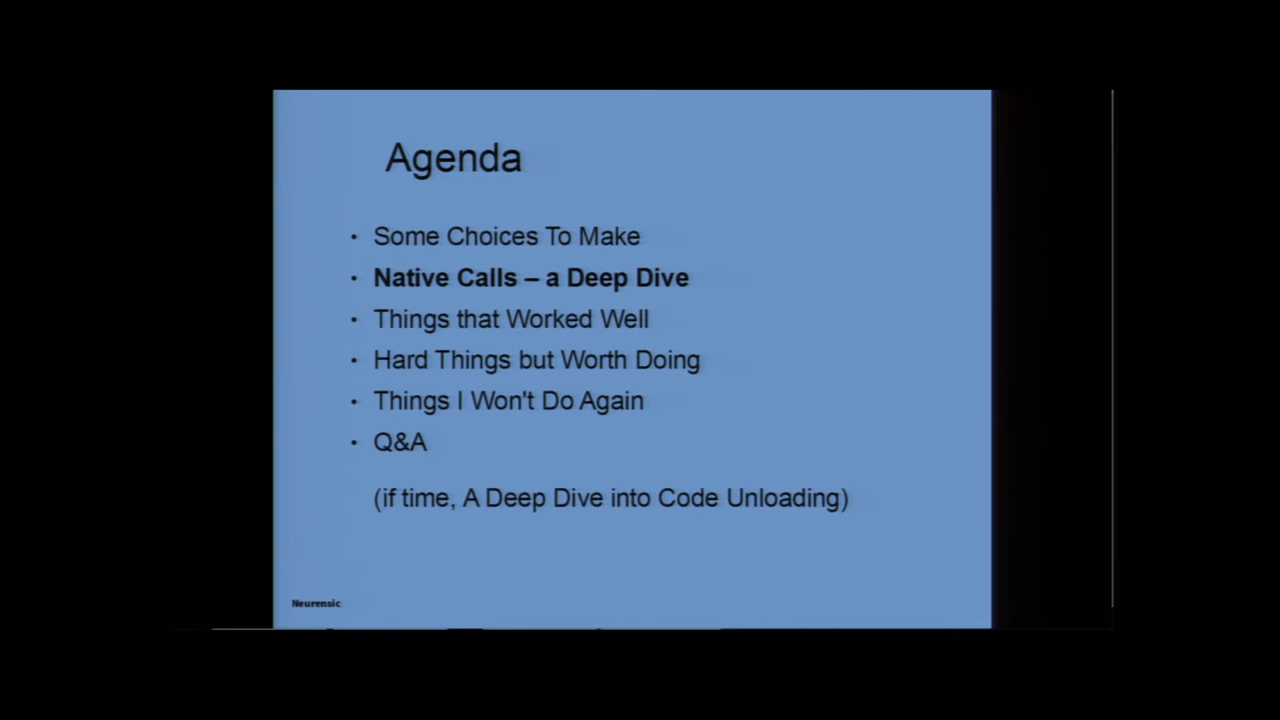 Agenda
• Some Choices To Make
• Native Calls – a Deep Dive
• Things that Worked Well
• Hard Things but Worth Doing
• Things I Won't Do Again
• Q&A
(if time, A Deep Dive into Code Unloading)
Neurensic